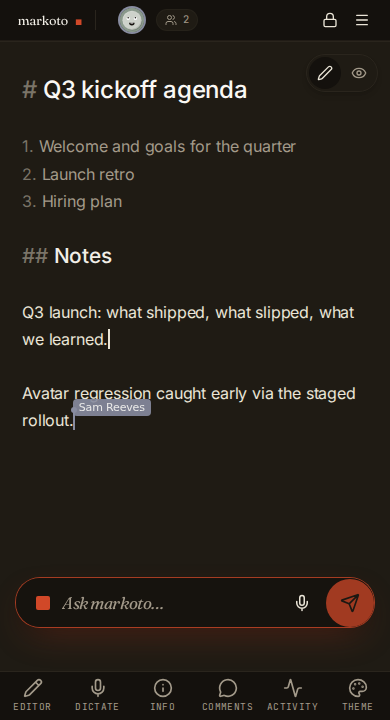 markoto
2
# Q3 kickoff agenda
1. Welcome and goals for the quarter
2. Launch retro
3. Hiring plan
## Notes
Q3 launch: what shipped, what slipped, what
we learned.
Avatar regression caught early via the staged
Sam Reeves
rollout.
Ask markoto...
EDITOR DICTATE INFO COMMENTS ACTIVITY THEME